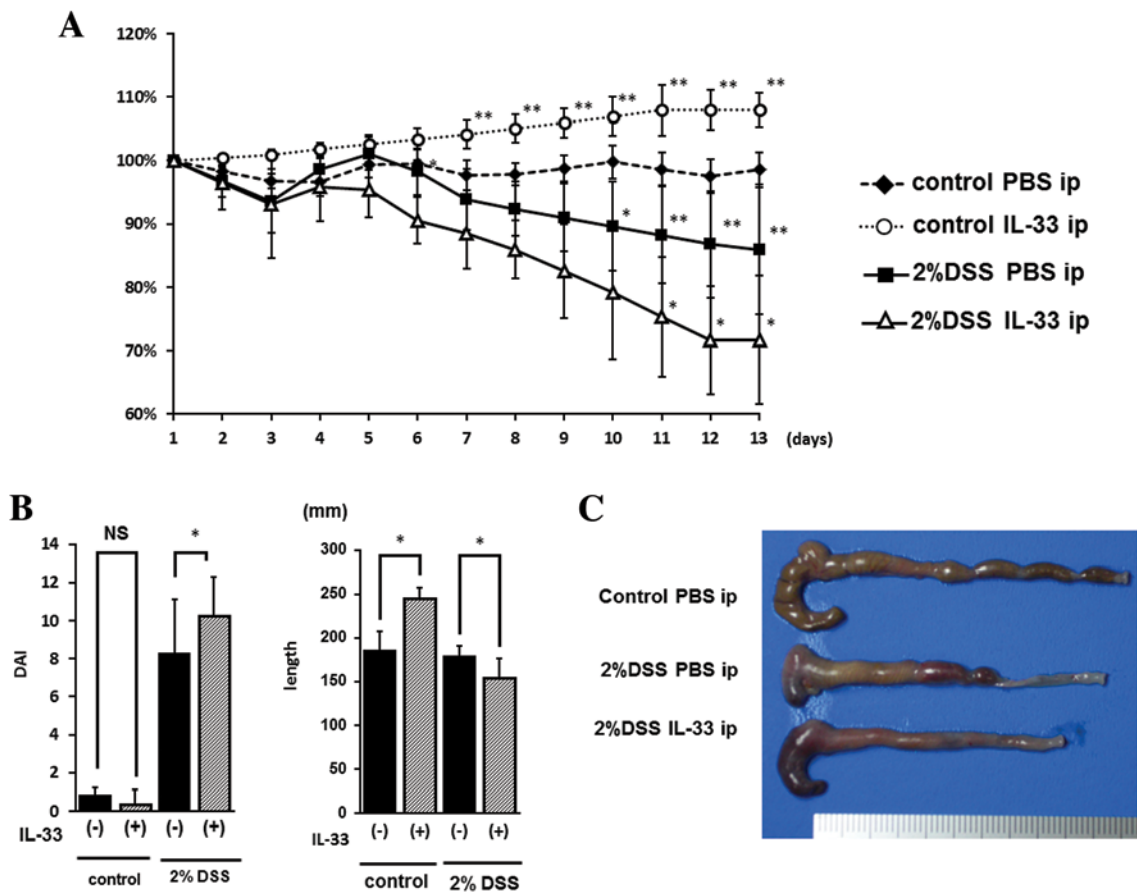 A
120%
110%
100%
90%
80%
70%
60%
** ** ** ** ** ** **
*
* ** ** **
* * *
1 2 3 4 5 6 7 8 9 10 11 12 13 (days)
control PBS ip
control IL-33 ip
2%DSS PBS ip
2%DSS IL-33 ip
B
NS
*
14
12
10
8
6
4
2
0
DAI
IL-33 (-) (+) (-) (+)
control 2% DSS
(mm)
* *
300
250
200
150
100
50
0
length
IL-33 (-) (+) (-) (+)
control 2% DSS
C
Control PBS ip
2%DSS PBS ip
2%DSS IL-33 ip